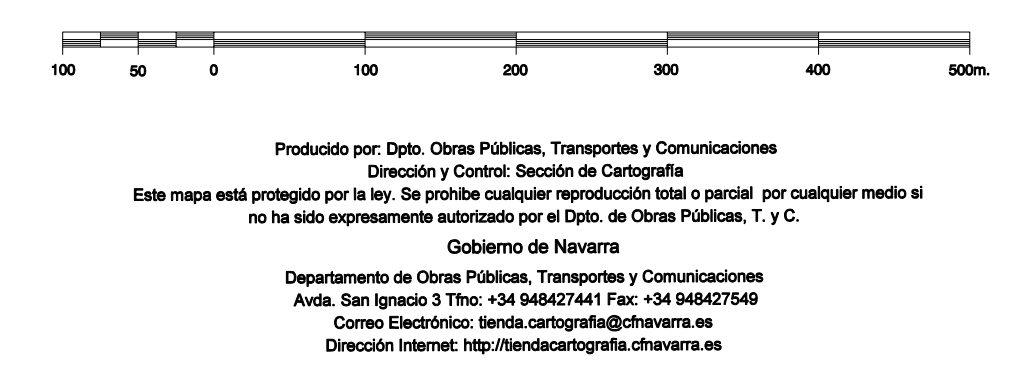 100 50 0 100 200 300 400 500m.
Producido por: Dpto. Obras Públicas, Transportes y Comunicaciones
Dirección y Control: Sección de Cartografía
Este mapa está protegido por la ley. Se prohibe cualquier reproducción total o parcial por cualquier medio si
no ha sido expresamente autorizado por el Dpto. de Obras Públicas, T. y C.
Gobierno de Navarra
Departamento de Obras Públicas, Transportes y Comunicaciones
Avda. San Ignacio 3 Tfno: +34 948427441 Fax: +34 948427549
Correo Electrónico: tienda.cartografia@cfnavarra.es
Dirección Internet: http://tiendacartografia.cfnavarra.es